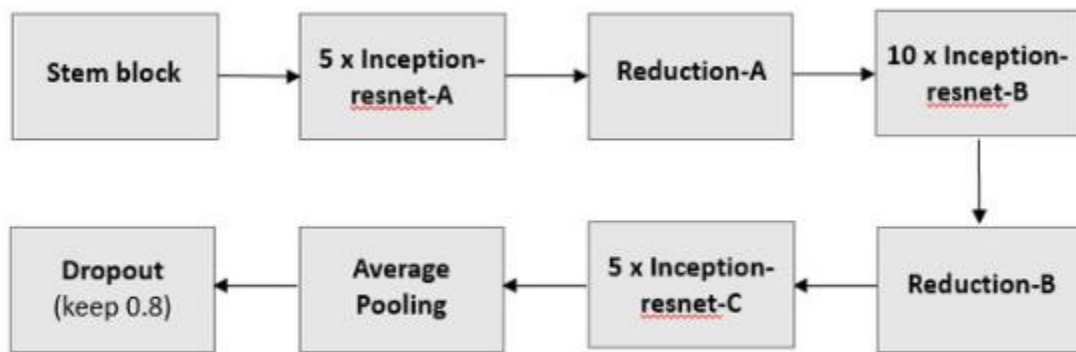 Stem block
5 x Inception-
resnet-A
Reduction-A
10 x Inception-
resnet-B
Dropout
(keep 0.8)
Average
Pooling
5 x Inception-
resnet-C
Reduction-B